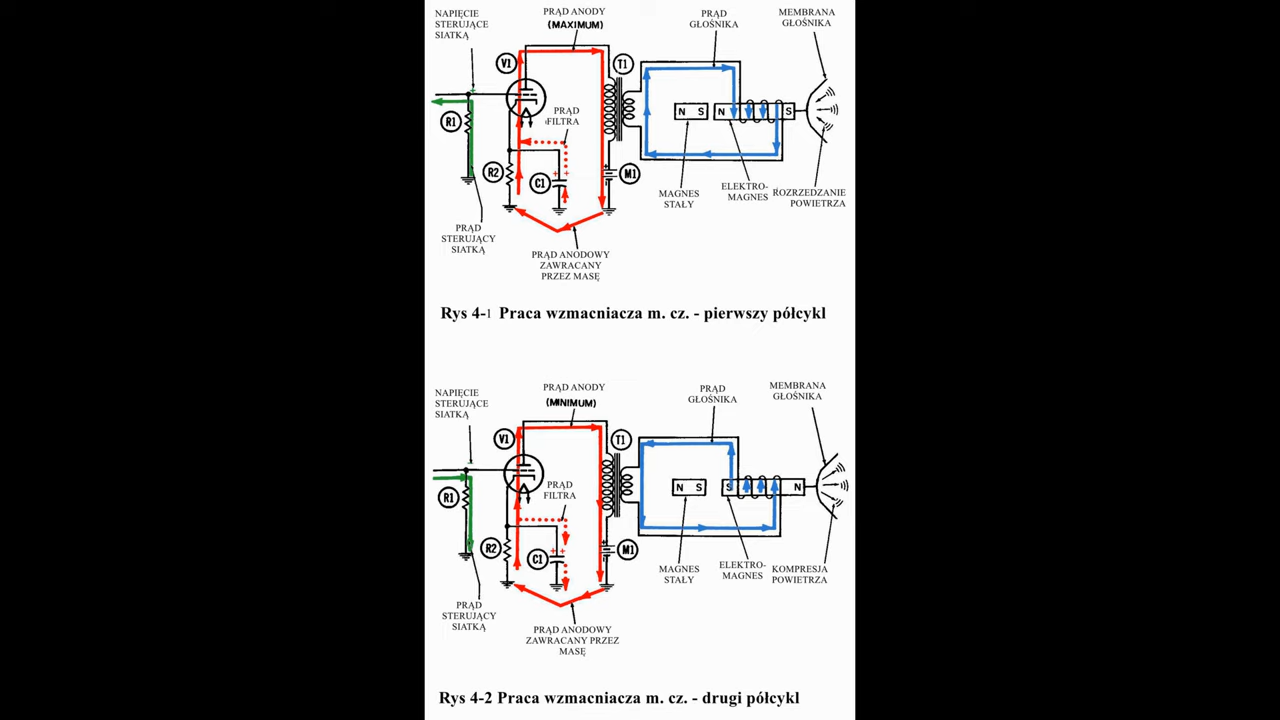 NAPIĘCIE
STERUJĄCE
SIATKĄ
PRĄD ANODY
(MAXIMUM)
PRĄD
GŁOŚNIKA
MEMBRANA
GŁOŚNIKA
V1
T1
R1
PRĄD
FILTRA
N S
N S
R2
C1
M1
MAGNES
STAŁY
ELEKTRO-
MAGNES
ROZRZEDZANIE
POWIETRZA
PRĄD
STERUJĄCY
SIATKĄ
PRĄD ANODOWY
ZAWRACANY
PRZEZ MASĘ
Rys 4-1 Praca wzmacniacza m. cz. - pierwszy półcykl
NAPIĘCIE
STERUJĄCE
SIATKĄ
PRĄD ANODY
(MINIMUM)
PRĄD
GŁOŚNIKA
MEMBRANA
GŁOŚNIKA
V1
T1
R1
PRĄD
FILTRA
N S
S N
R2
C1
M1
MAGNES
STAŁY
ELEKTRO-
MAGNES
KOMPRESJA
POWIETRZA
PRĄD
STERUJĄCY
SIATKĄ
PRĄD ANODOWY
ZAWRACANY PRZEZ
MASĘ
Rys 4-2 Praca wzmacniacza m. cz. - drugi półcykl